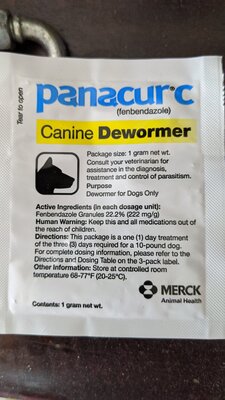 Tear to open
panacur®c
(fenbendazole)
Canine Dewormer
Package size: 1 gram net wt.
Consult your veterinarian for
assistance in the diagnosis,
treatment and control of parasitism.
Purpose
Dewormer for Dogs Only
Active Ingredients (in each dosage unit):
Fenbendazole Granules 22.2% (222 mg/g)
Human Warning: Keep this and all medications out of
the reach of children.
Directions: This package is a one (1) day treatment
of the three (3) days required for a 10-pound dog.
For complete dosing information, please refer to the
Directions and Dosing Table on the 3-pack label.
Other Information: Store at controlled room
temperature 68-77°F (20-25°C).
MERCK
Animal Health
Contents: 1 gram net wt.